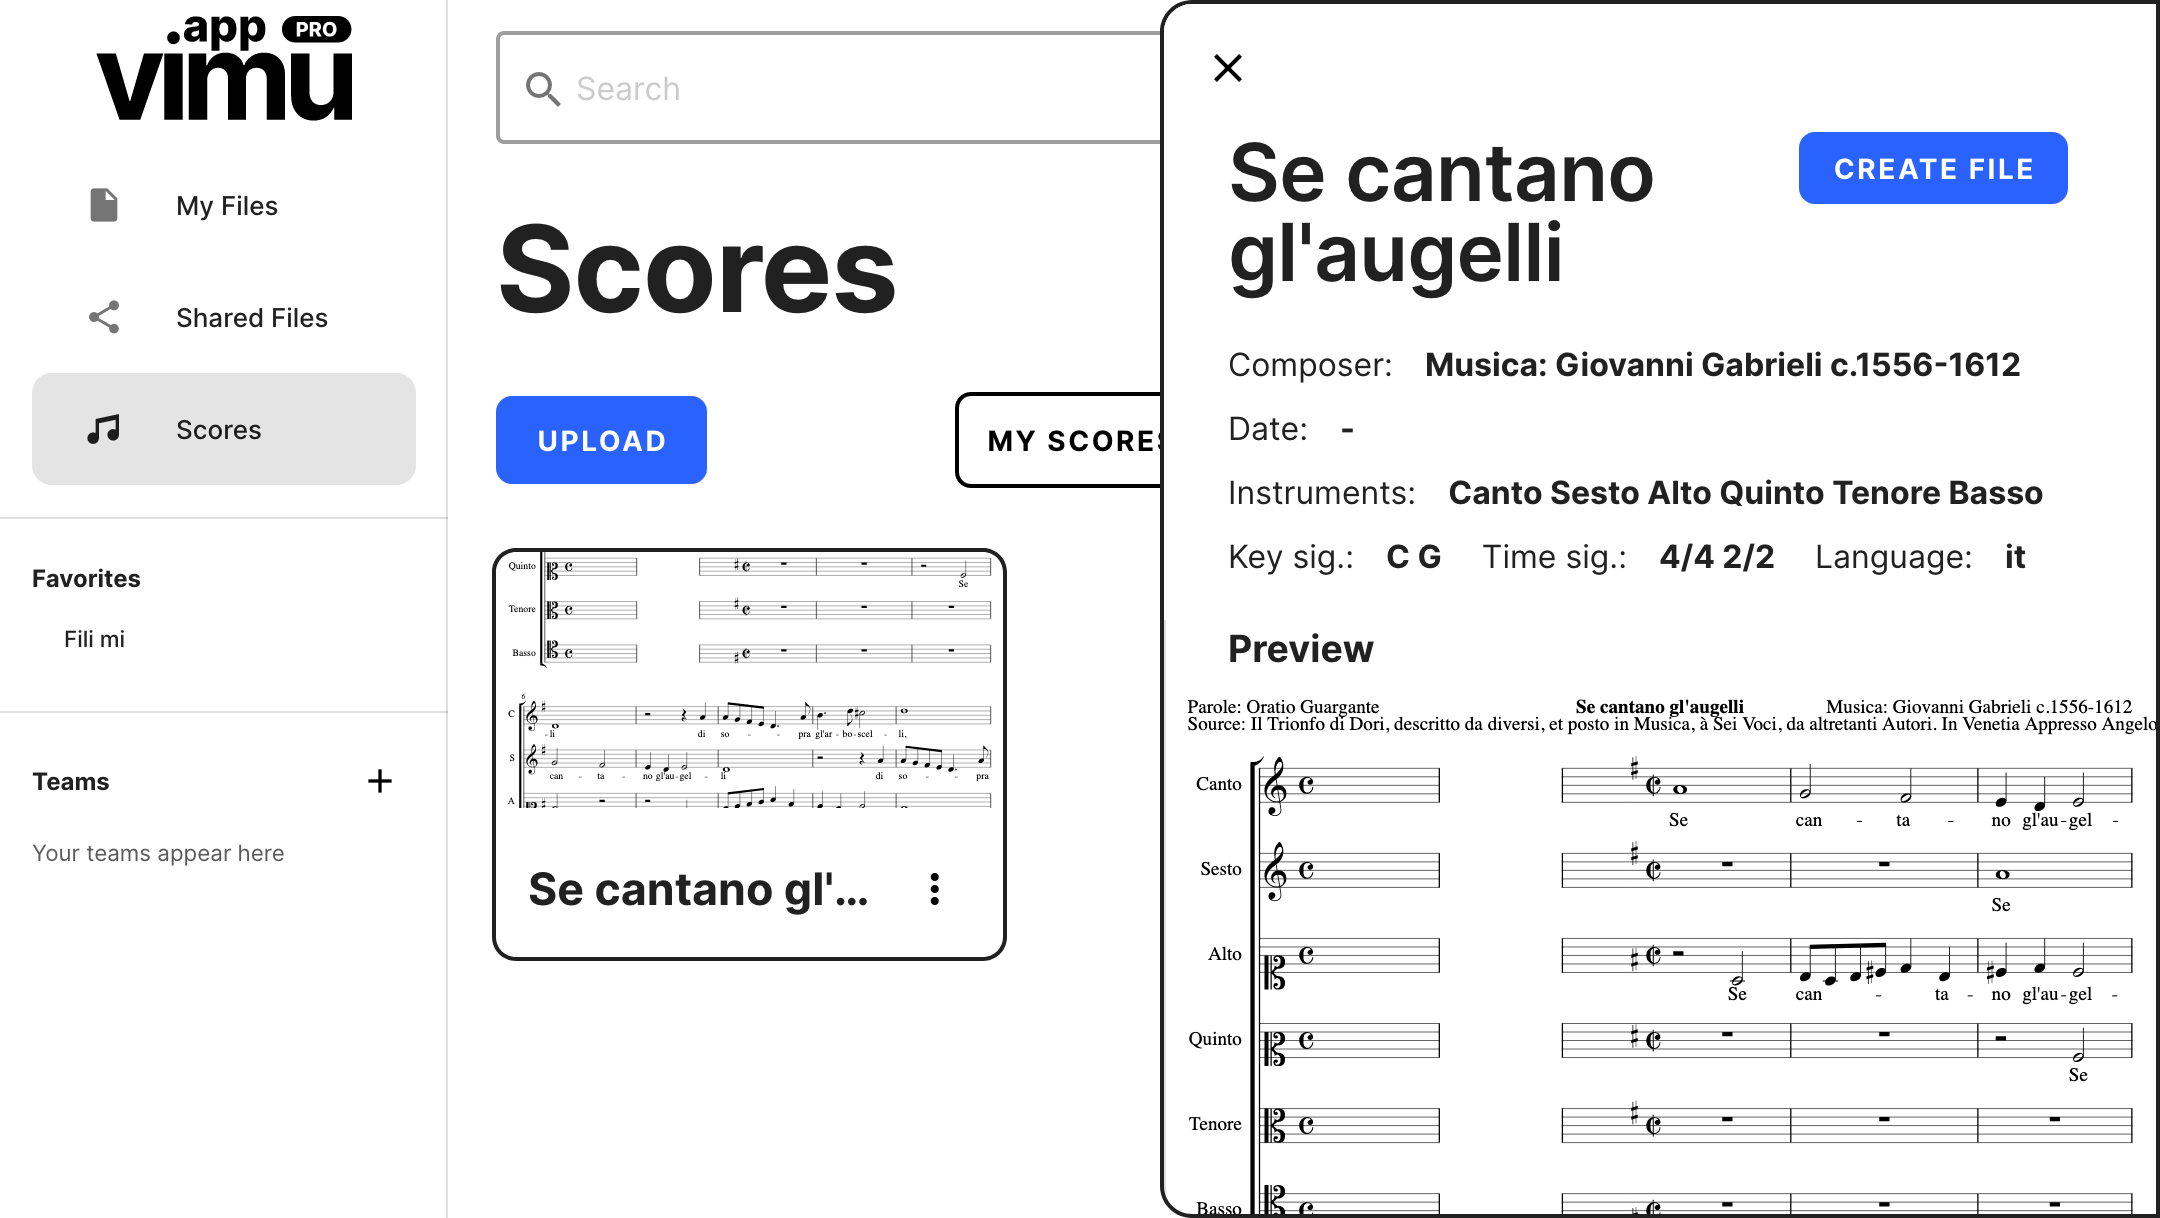 .app PRO
vimu
My Files
Shared Files
Scores
Favorites
Fili mi
Teams
Your teams appear here
Search
Scores
UPLOAD
MY SCORES
Quinto
Se
Tenore
Basso
6
C
-li di so - - pra gl'ar-bo-scel - li,
S
can - ta - no gl'au-gel - li di so - - pra
A
Se cantano gl'...
Se cantano
gl'augelli
CREATE FILE
Composer: Musica: Giovanni Gabrieli c.1556-1612
Date: -
Instruments: Canto Sesto Alto Quinto Tenore Basso
Key sig.: C G Time sig.: 4/4 2/2 Language: it
Preview
Parole: Oratio Guargante Se cantano gl'augelli Musica: Giovanni Gabrieli c.1556-1612
Source: Il Trionfo di Dori, descritto da diversi, et posto in Musica, à Sei Voci, da altretanti Autori. In Venetia Appresso Angelo
Canto
Se can - ta - no gl'au-gel -
Sesto
Se
Alto
Se can - ta - no gl'au-gel -
Quinto
Se
Tenore
Basso